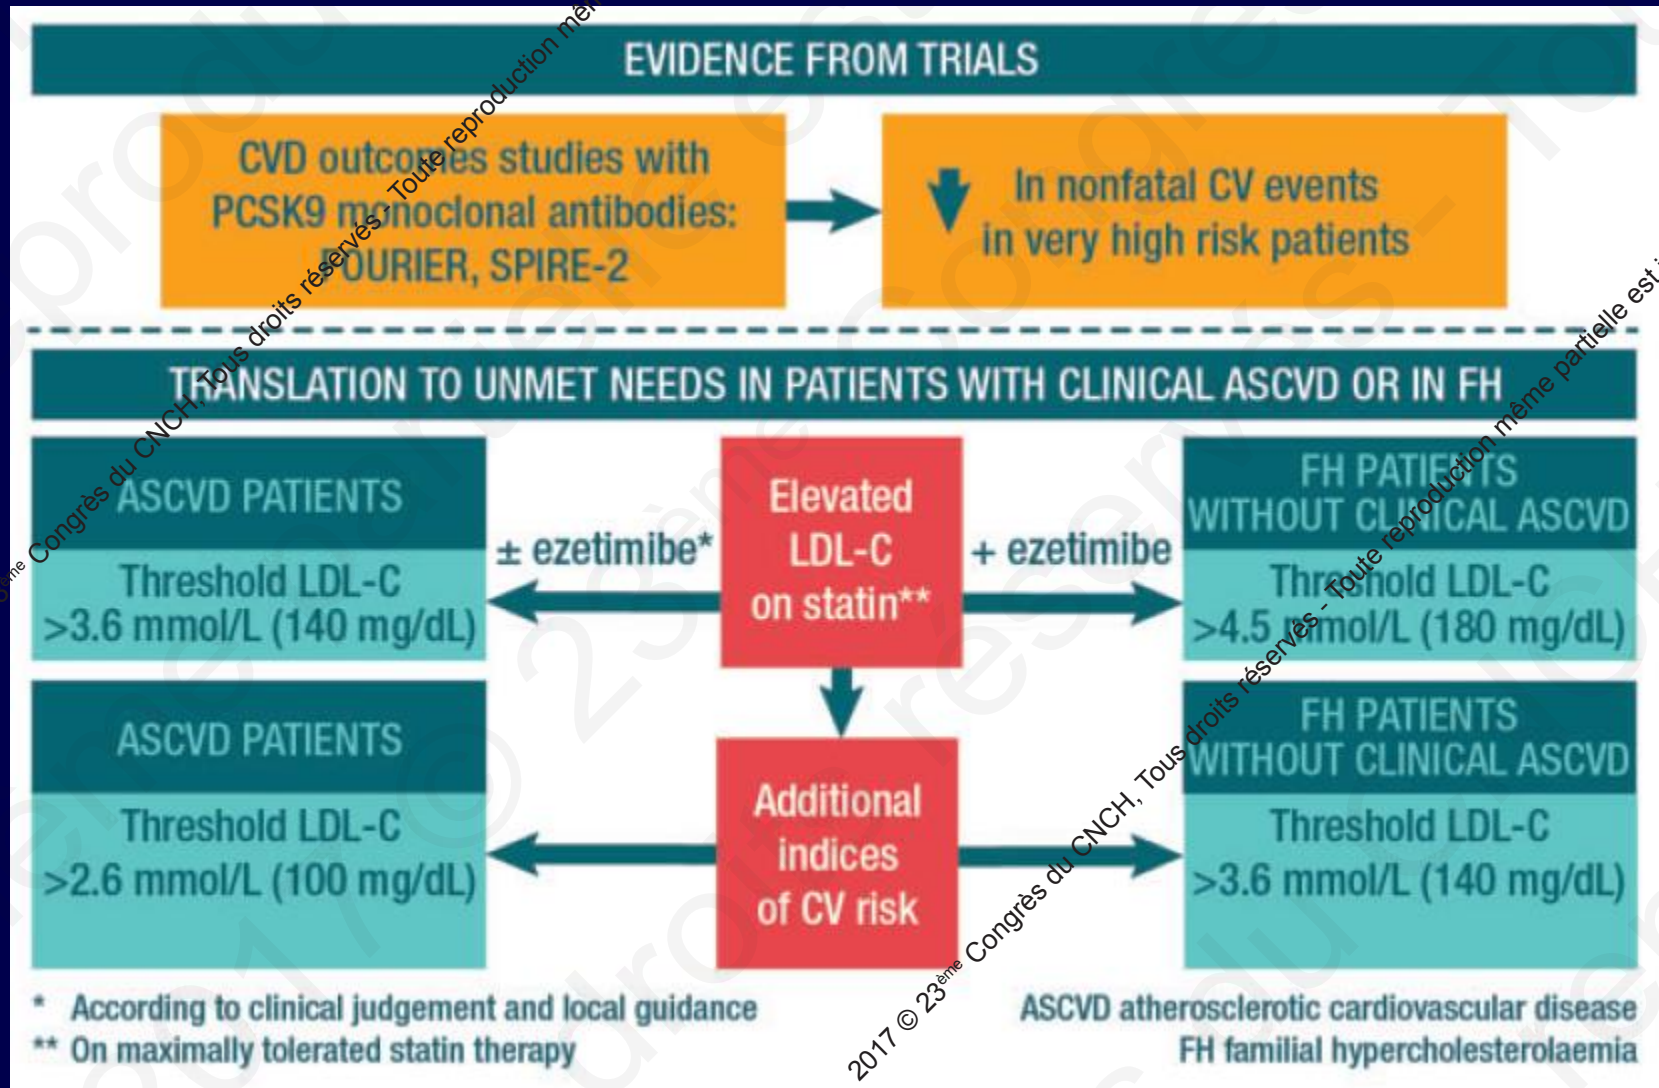 EVIDENCE FROM TRIALS
CVD outcomes studies with
PCSK9 monoclonal antibodies:
FOURIER, SPIRE-2
In nonfatal CV events
in very high risk patients
TRANSLATION TO UNMET NEEDS IN PATIENTS WITH CLINICAL ASCVD OR IN FH
ASCVD PATIENTS
Threshold LDL-C
>3.6 mmol/L (140 mg/dL)
± ezetimibe*
Elevated
LDL-C
on statin**
+ ezetimibe
FH PATIENTS
WITHOUT CLINICAL ASCVD
Threshold LDL-C
>4.5 mmol/L (180 mg/dL)
ASCVD PATIENTS
Threshold LDL-C
>2.6 mmol/L (100 mg/dL)
Additional
indices
of CV risk
FH PATIENTS
WITHOUT CLINICAL ASCVD
Threshold LDL-C
>3.6 mmol/L (140 mg/dL)
* According to clinical judgement and local guidance
** On maximally tolerated statin therapy
ASCVD atherosclerotic cardiovascular disease
FH familial hypercholesterolaemia
Congrès du CNCH, Tous droits réservés - Toute reproduction
2017 © 23ème Congrès du CNCH, Tous droits réservés - Toute reproduction même partielle est